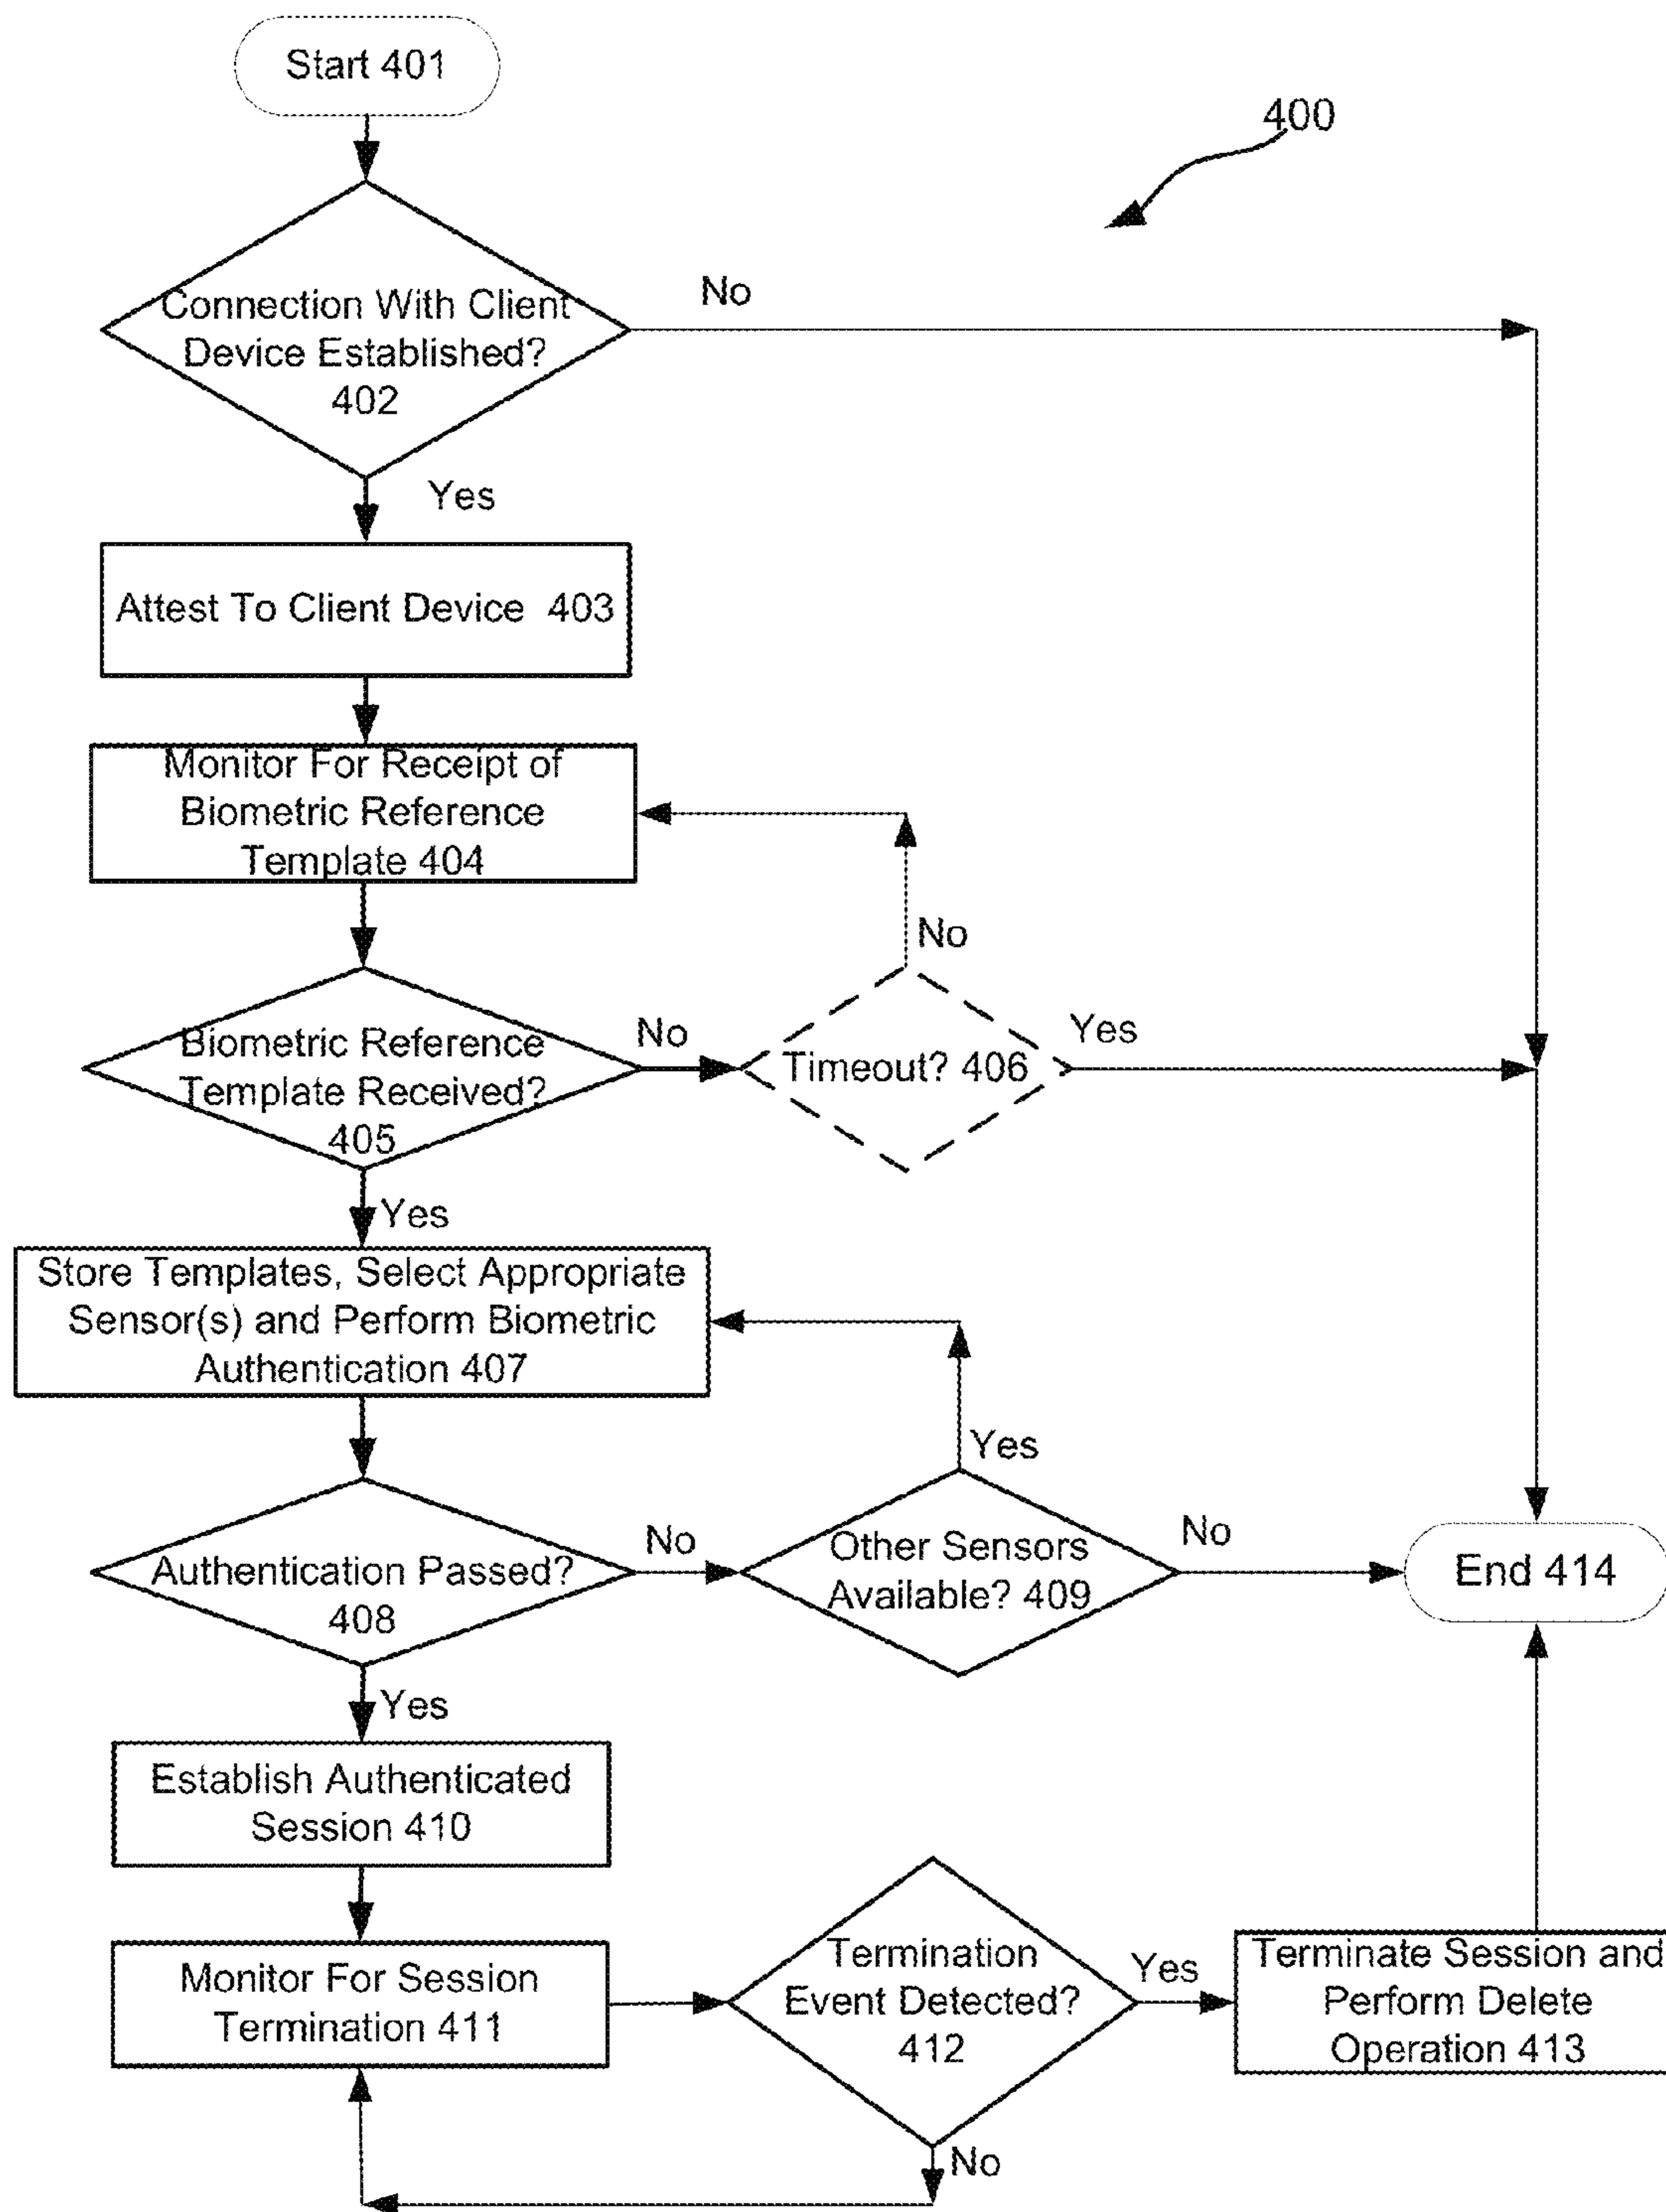 Start 401
400
Connection With Client
Device Established?
402
No
Yes
Attest To Client Device 403
Monitor For Receipt of
Biometric Reference
Template 404
No
Biometric Reference
Template Received?
405
No
Timeout? 406
Yes
Yes
Store Templates, Select Appropriate
Sensor(s) and Perform Biometric
Authentication 407
Yes
Authentication Passed?
408
No
Other Sensors
Available? 409
No
End 414
Yes
Establish Authenticated
Session 410
Monitor For Session
Termination 411
Termination
Event Detected?
412
Yes
Terminate Session and
Perform Delete
Operation 413
No